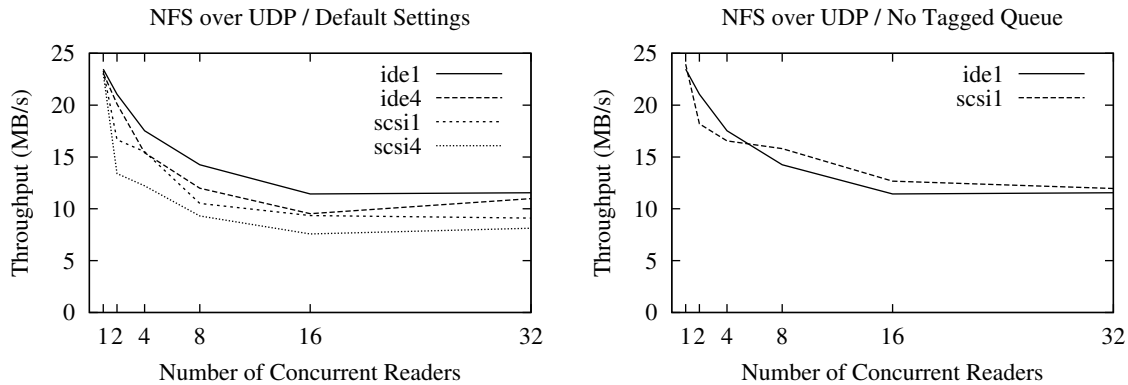 NFS over UDP / Default Settings
25
20
15
10
5
0
Throughput (MB/s)
ide1
ide4
scsi1
scsi4
1 2 4 8 16 32
Number of Concurrent Readers
NFS over UDP / No Tagged Queue
25
20
15
10
5
0
Throughput (MB/s)
ide1
scsi1
1 2 4 8 16 32
Number of Concurrent Readers